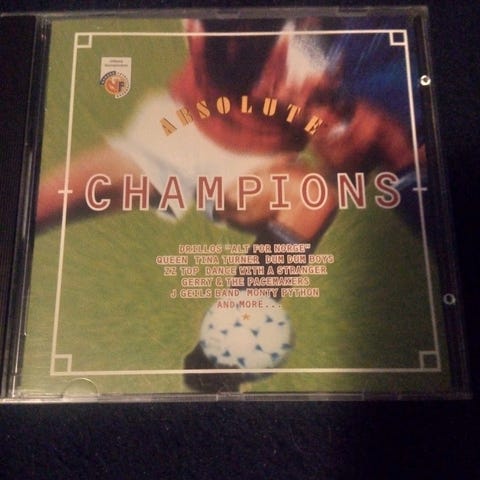 ABSOLUTE
CHAMPIONS
DRILLOS "ALT FOR NORGE"
QUEEN TINA TURNER DUM DUM BOYS
ZZ TOP DANCE WITH A STRANGER
GERRY & THE PACEMAKERS
J GEILS BAND MONTY PYTHON
AND MORE...